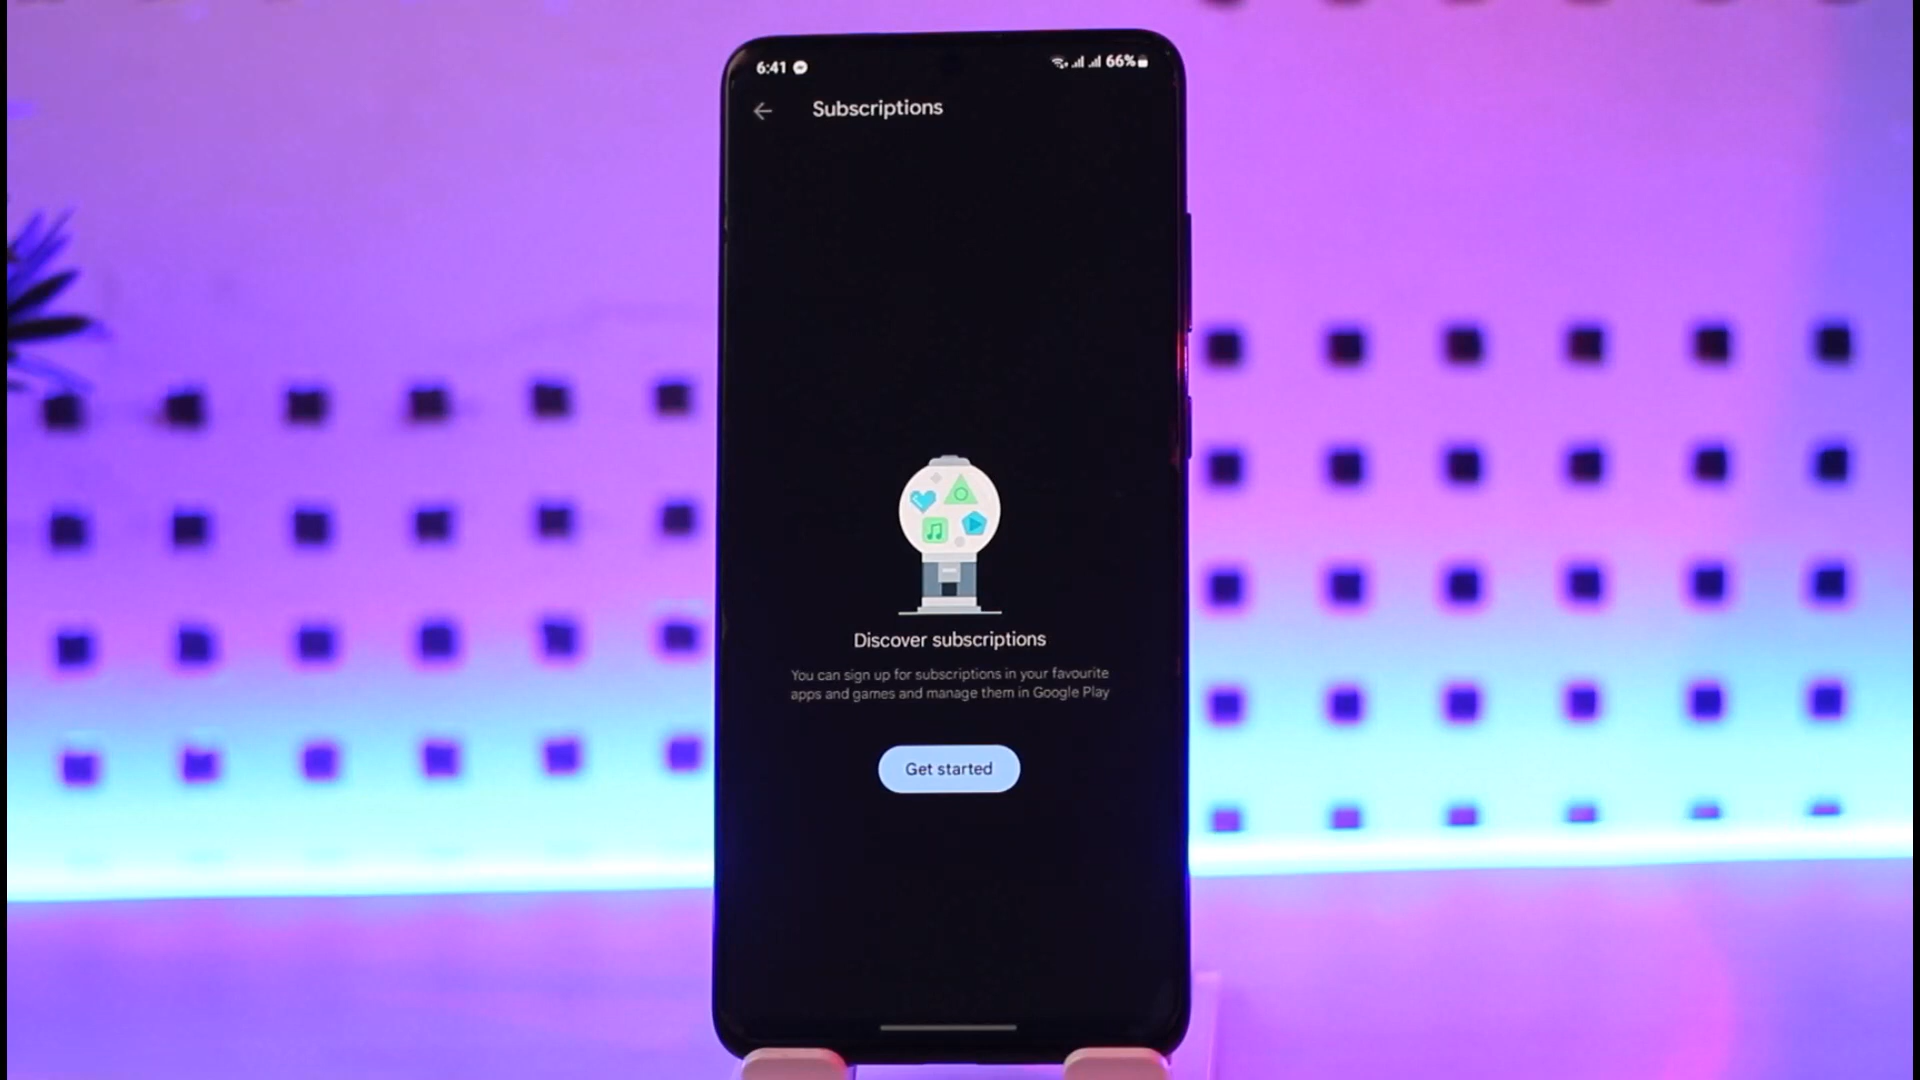 6:41 66%
Subscriptions
Discover subscriptions
You can sign up for subscriptions in your favourite
apps and games and manage them in Google Play
Get started